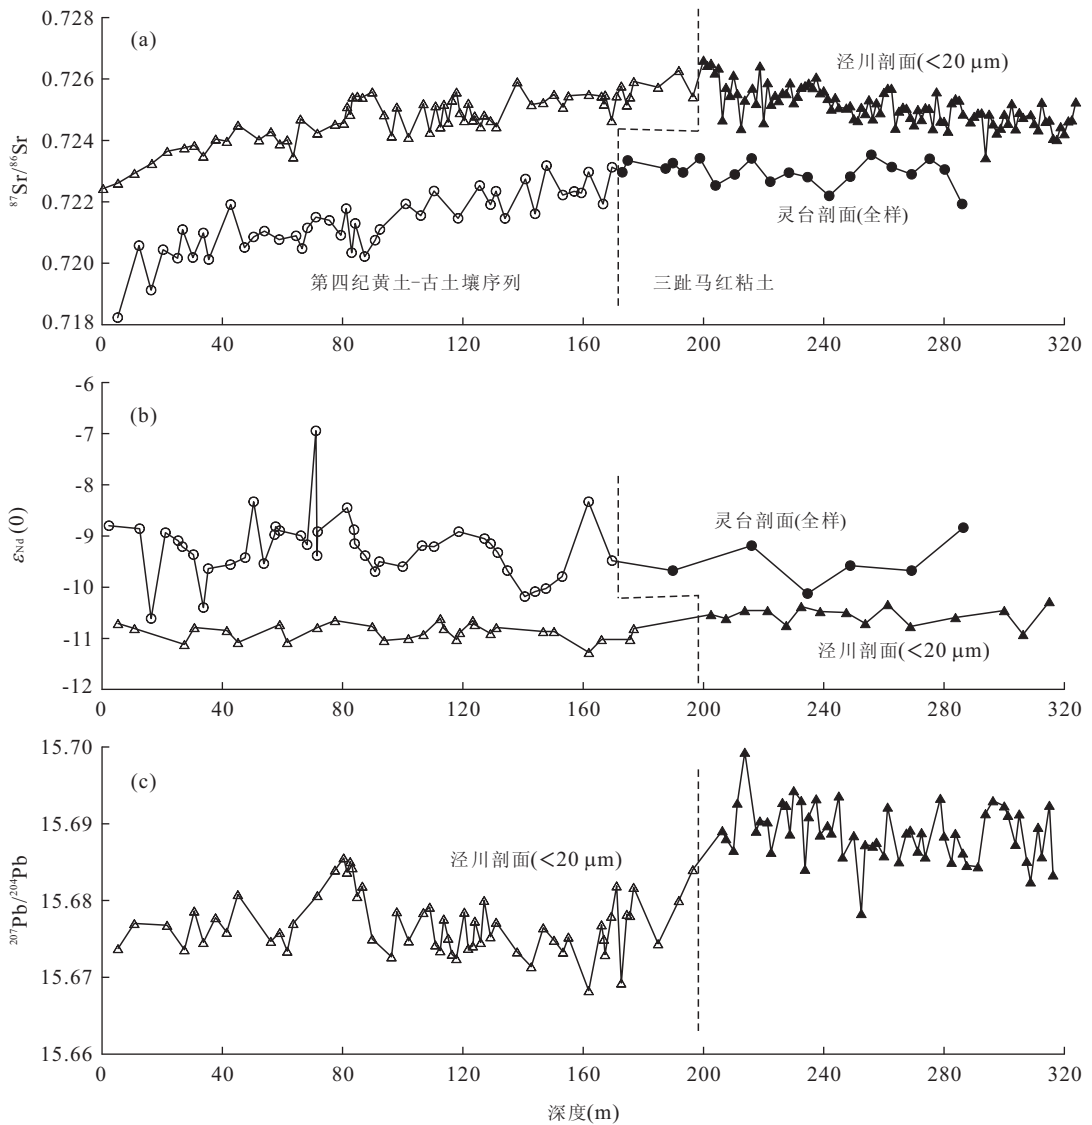 0.728
(a)
0.726
泾川剖面(<20 μm)
0.724
⁸⁷Sr/⁸⁶Sr
0.722
灵台剖面(全样)
0.720
第四纪黄土-古土壤序列
三趾马红粘土
0.718
0 40 80 120 160 200 240 280 320
-6
(b)
-7
-8
灵台剖面(全样)
εNd(0)
-9
-10
-11
泾川剖面(<20 μm)
-12
0 40 80 120 160 200 240 280 320
15.70
(c)
15.69
泾川剖面(<20 μm)
²⁰⁷Pb/²⁰⁴Pb
15.68
15.67
15.66
0 40 80 120 160 200 240 280 320
深度(m)